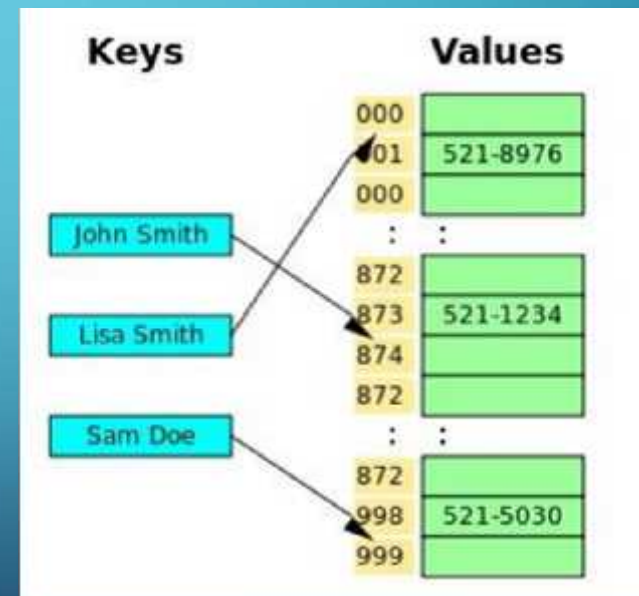 Keys Values
000
001 521-8976
000
John Smith : :
872
873 521-1234
Lisa Smith
874
872
Sam Doe : :
872
998 521-5030
999